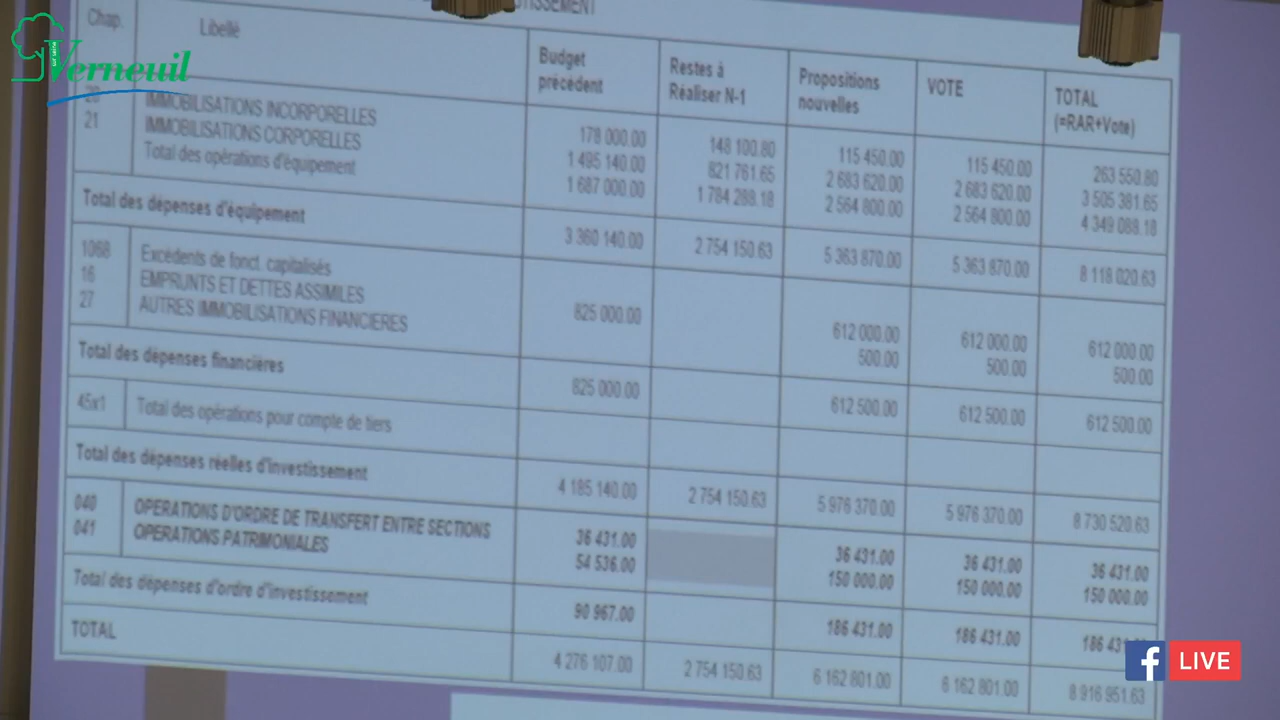 TISSEMENT
Chap. Libellé Budget précédent Restes à Réaliser N-1 Propositions nouvelles VOTE TOTAL (=RAR+Vote)
Verneuil
sur seine
20 IMMOBILISATIONS INCORPORELLES 178 000.00 148 100.80 115 450.00 115 450.00 263 550.80
21 IMMOBILISATIONS CORPORELLES 1 495 140.00 821 761.65 2 683 620.00 2 683 620.00 3 505 381.65
Total des opérations d'équipement 1 687 000.00 1 784 288.18 2 564 800.00 2 564 800.00 4 349 088.18
Total des dépenses d'équipement 3 360 140.00 2 754 150.63 5 363 870.00 5 363 870.00 8 118 020.63
1068 Excédents de fonct. capitalisés
16 EMPRUNTS ET DETTES ASSIMILES 825 000.00 612 000.00 612 000.00 612 000.00
27 AUTRES IMMOBILISATIONS FINANCIERES 500.00 500.00 500.00
Total des dépenses financières 825 000.00 612 500.00 612 500.00 612 500.00
45x1 Total des opérations pour compte de tiers
Total des dépenses réelles d'investissement 4 185 140.00 2 754 150.63 5 976 370.00 5 976 370.00 8 730 520.63
040 OPERATIONS D'ORDRE DE TRANSFERT ENTRE SECTIONS 36 431.00 36 431.00 36 431.00 36 431.00
041 OPERATIONS PATRIMONIALES 54 536.00 150 000.00 150 000.00 150 000.00
Total des dépenses d'ordre d'investissement 90 967.00 186 431.00 186 431.00 186 431
TOTAL 4 276 107.00 2 754 150.63 6 162 801.00 6 162 801.00 8 916 951.63
f LIVE